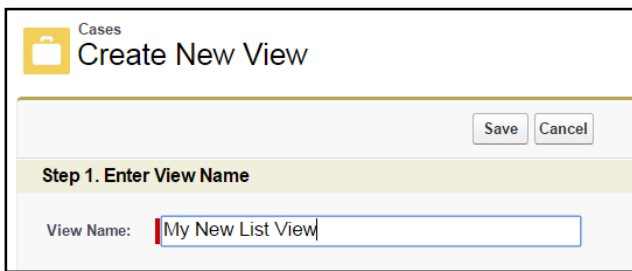 Cases
Create New View
Save Cancel
Step 1. Enter View Name
View Name: My New List View